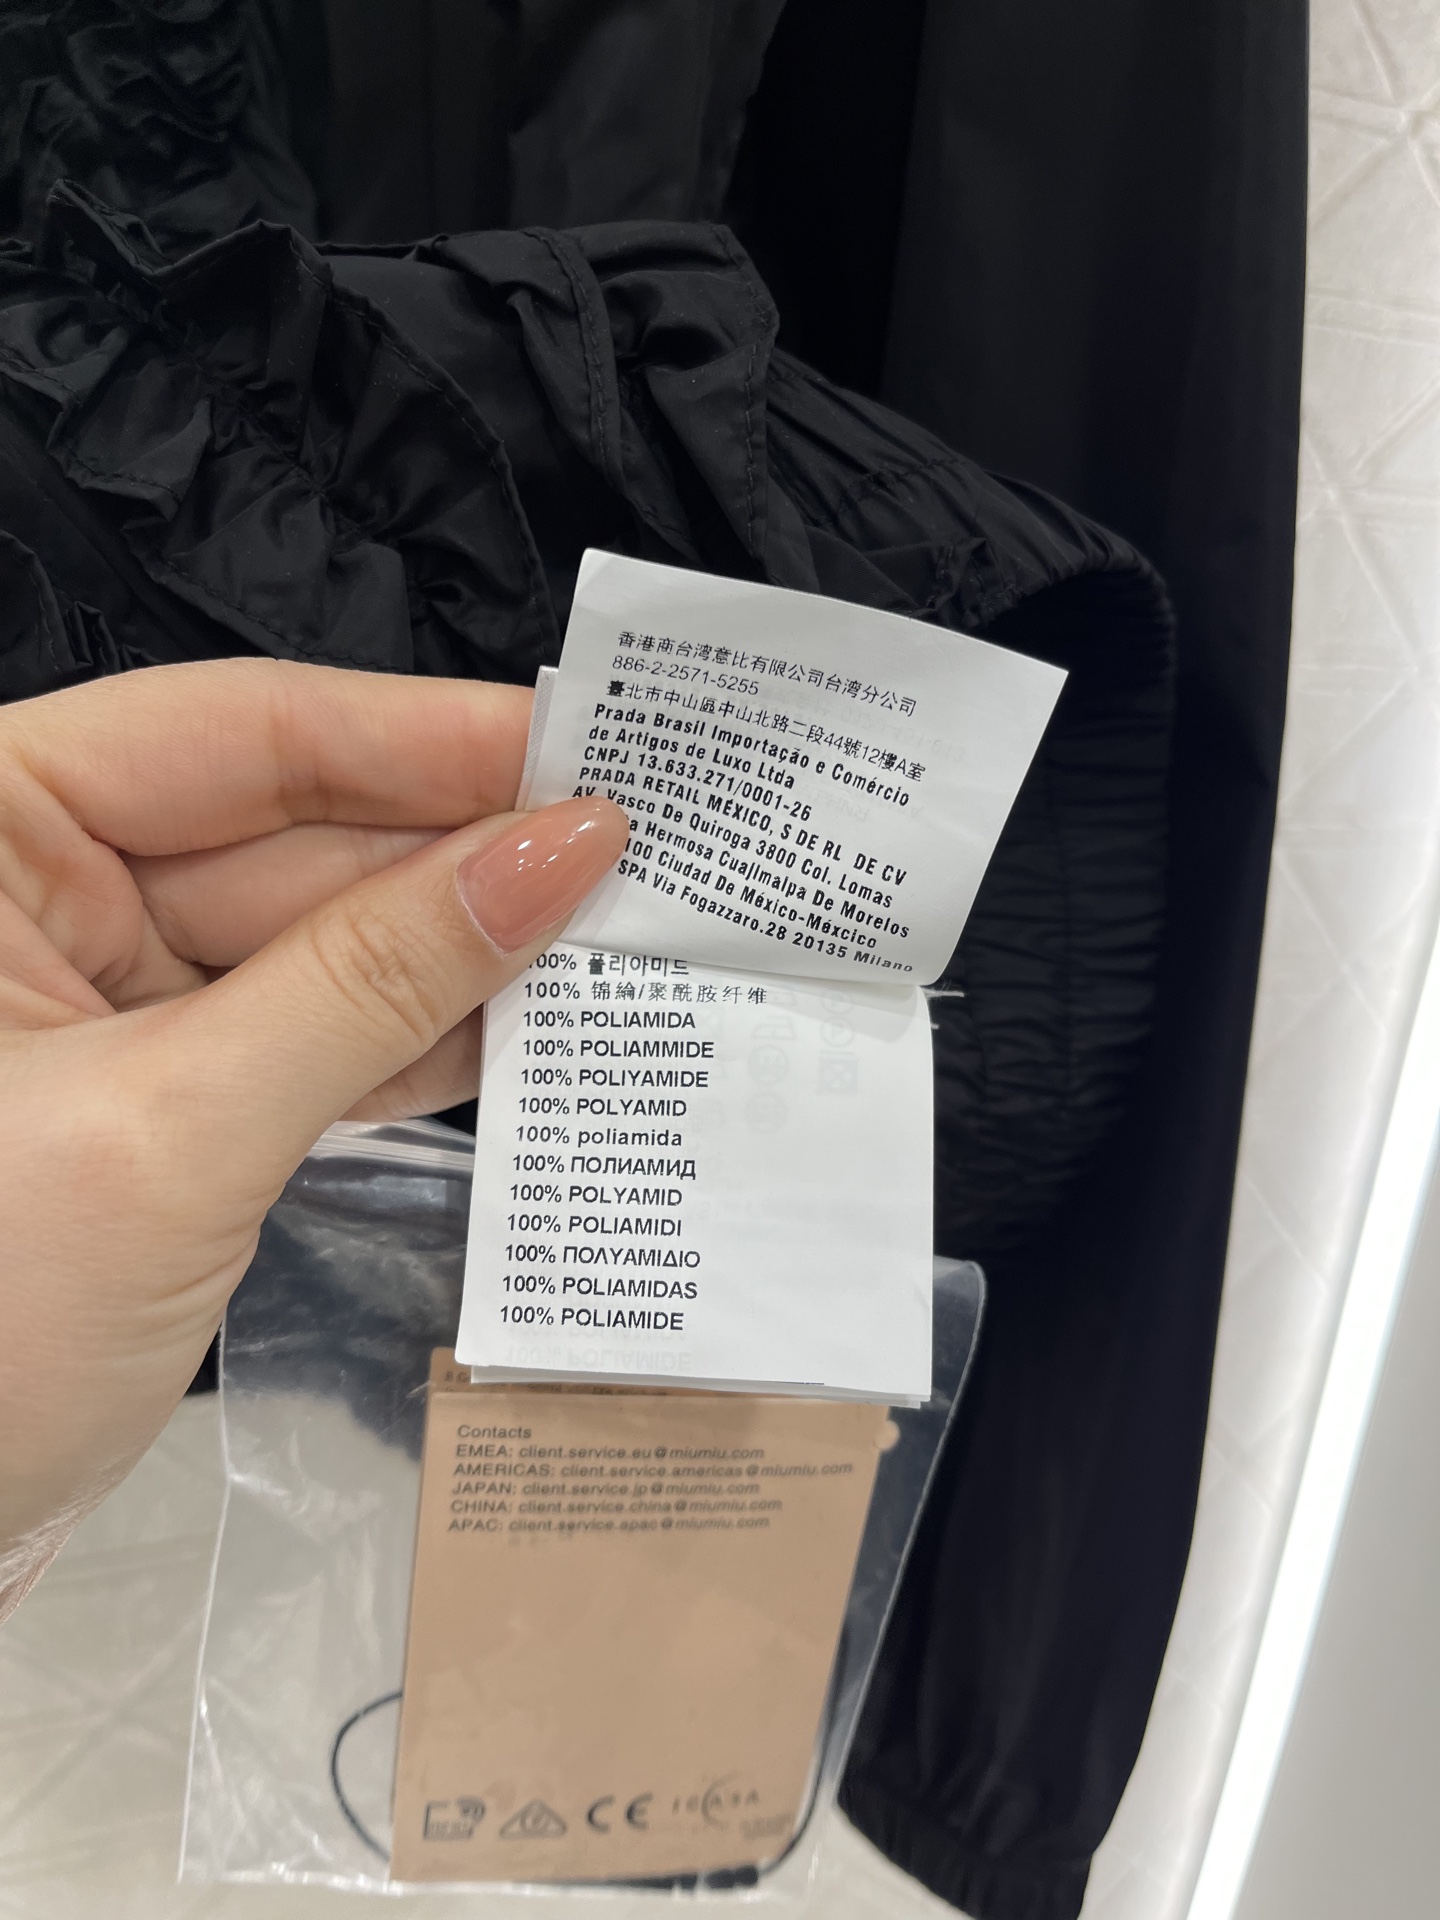 香港商台湾意比有限公司台湾分公司
886-2-2571-5255
臺北市中山區中山北路二段44號12樓A室
Prada Brasil Importação e Comércio
de Artigos de Luxo Ltda
CNPJ 13.633.271/0001-26
PRADA RETAIL MÉXICO, S DE RL DE CV
AV. Vasco De Quiroga 3800 Col. Lomas
Hermosa Cuajimalpa De Morelos
Ciudad De México-Méxcico
SPA Via Fogazzaro.28 20135 Milano
100% 폴리아미드
100% 锦綸/聚酰胺纤维
100% POLIAMIDA
100% POLIAMMIDE
100% POLIYAMIDE
100% POLYAMID
100% poliamida
100% ПОЛИАМИД
100% POLYAMID
100% POLIAMIDI
100% ΠΟΛΥΑΜΙΔΙΟ
100% POLIAMIDAS
100% POLIAMIDE
Contacts
EMEA: client.service.eu@miumiu.com
AMERICAS: client.service.americas@miumiu.com
JAPAN: client.service.jp@miumiu.com
CHINA: client.service.china@miumiu.com
APAC: client.service.apac@miumiu.com
CE
ICASA